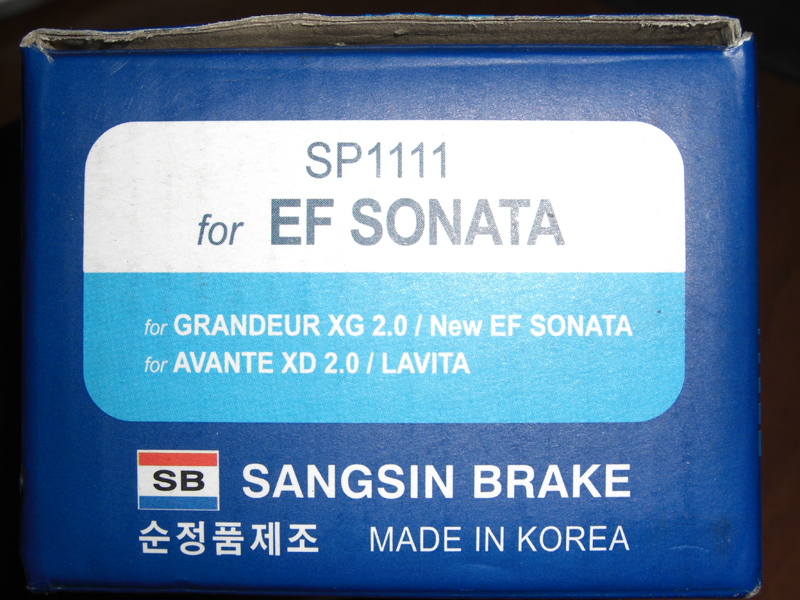 SP1111
for EF SONATA
for GRANDEUR XG 2.0 / New EF SONATA
for AVANTE XD 2.0 / LAVITA
SB SANGSIN BRAKE
순정품제조 MADE IN KOREA